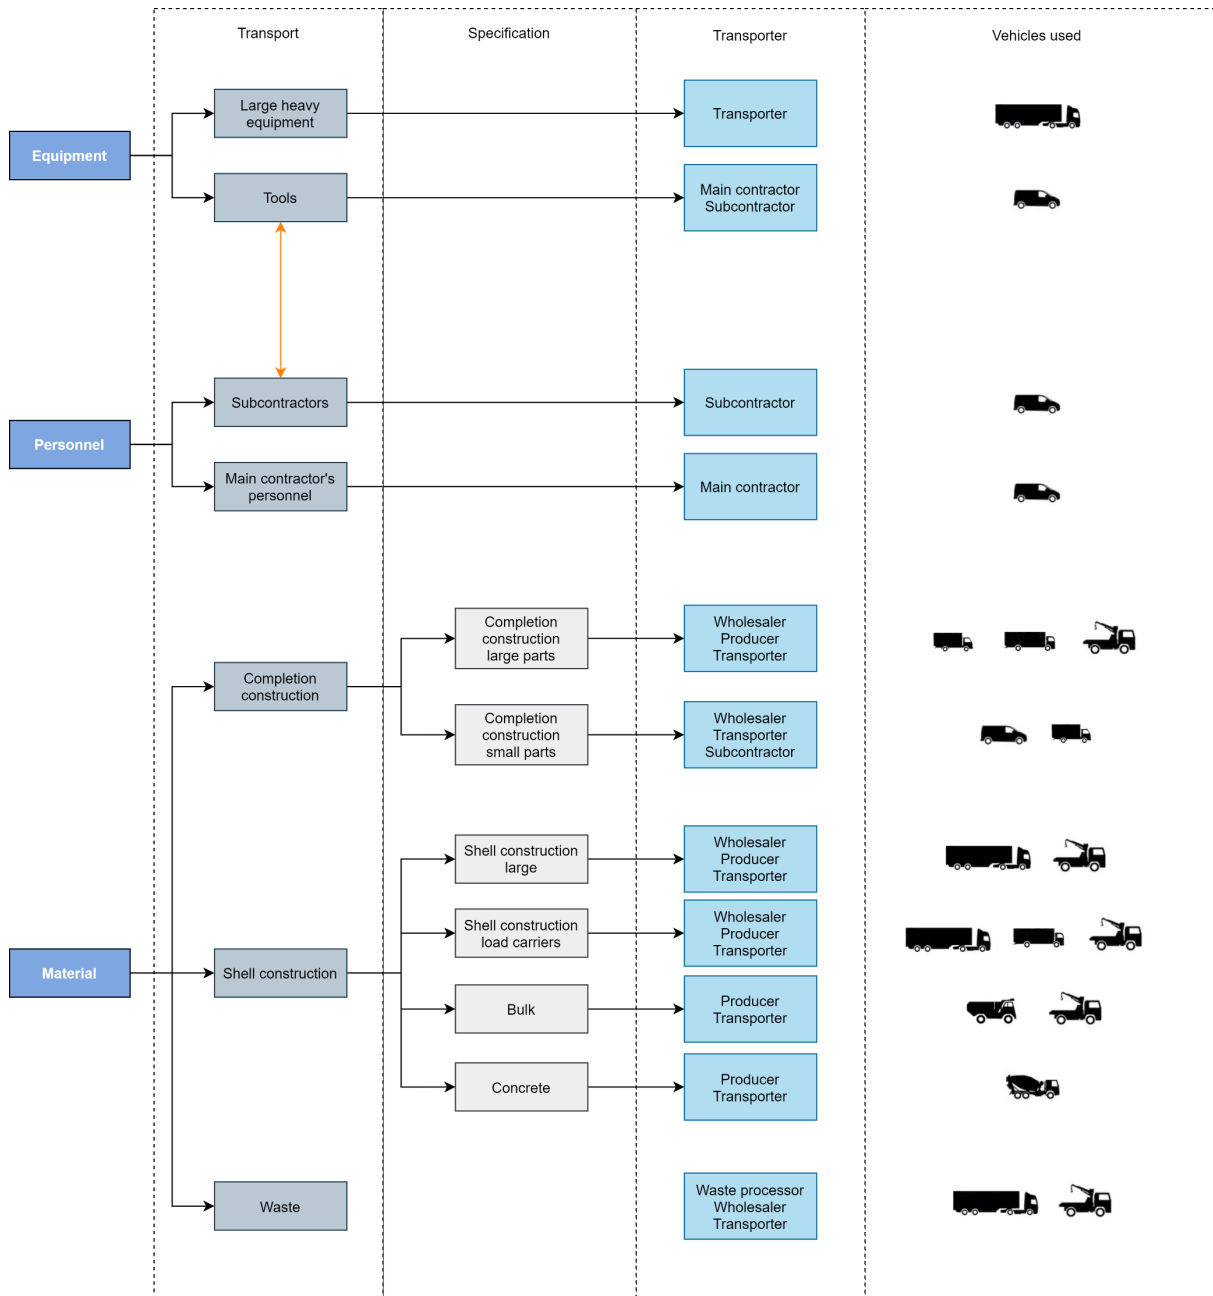 Transport
Specification
Transporter
Vehicles used
Large heavy
equipment
Transporter
Equipment
Tools
Main contractor
Subcontractor
Subcontractors
Subcontractor
Personnel
Main contractor's
personnel
Main contractor
Completion
construction
large parts
Wholesaler
Producer
Transporter
Completion
construction
Completion
construction
small parts
Wholesaler
Transporter
Subcontractor
Shell construction
large
Wholesaler
Producer
Transporter
Shell construction
load carriers
Wholesaler
Producer
Transporter
Material
Shell construction
Bulk
Producer
Transporter
Concrete
Producer
Transporter
Waste
Waste processor
Wholesaler
Transporter